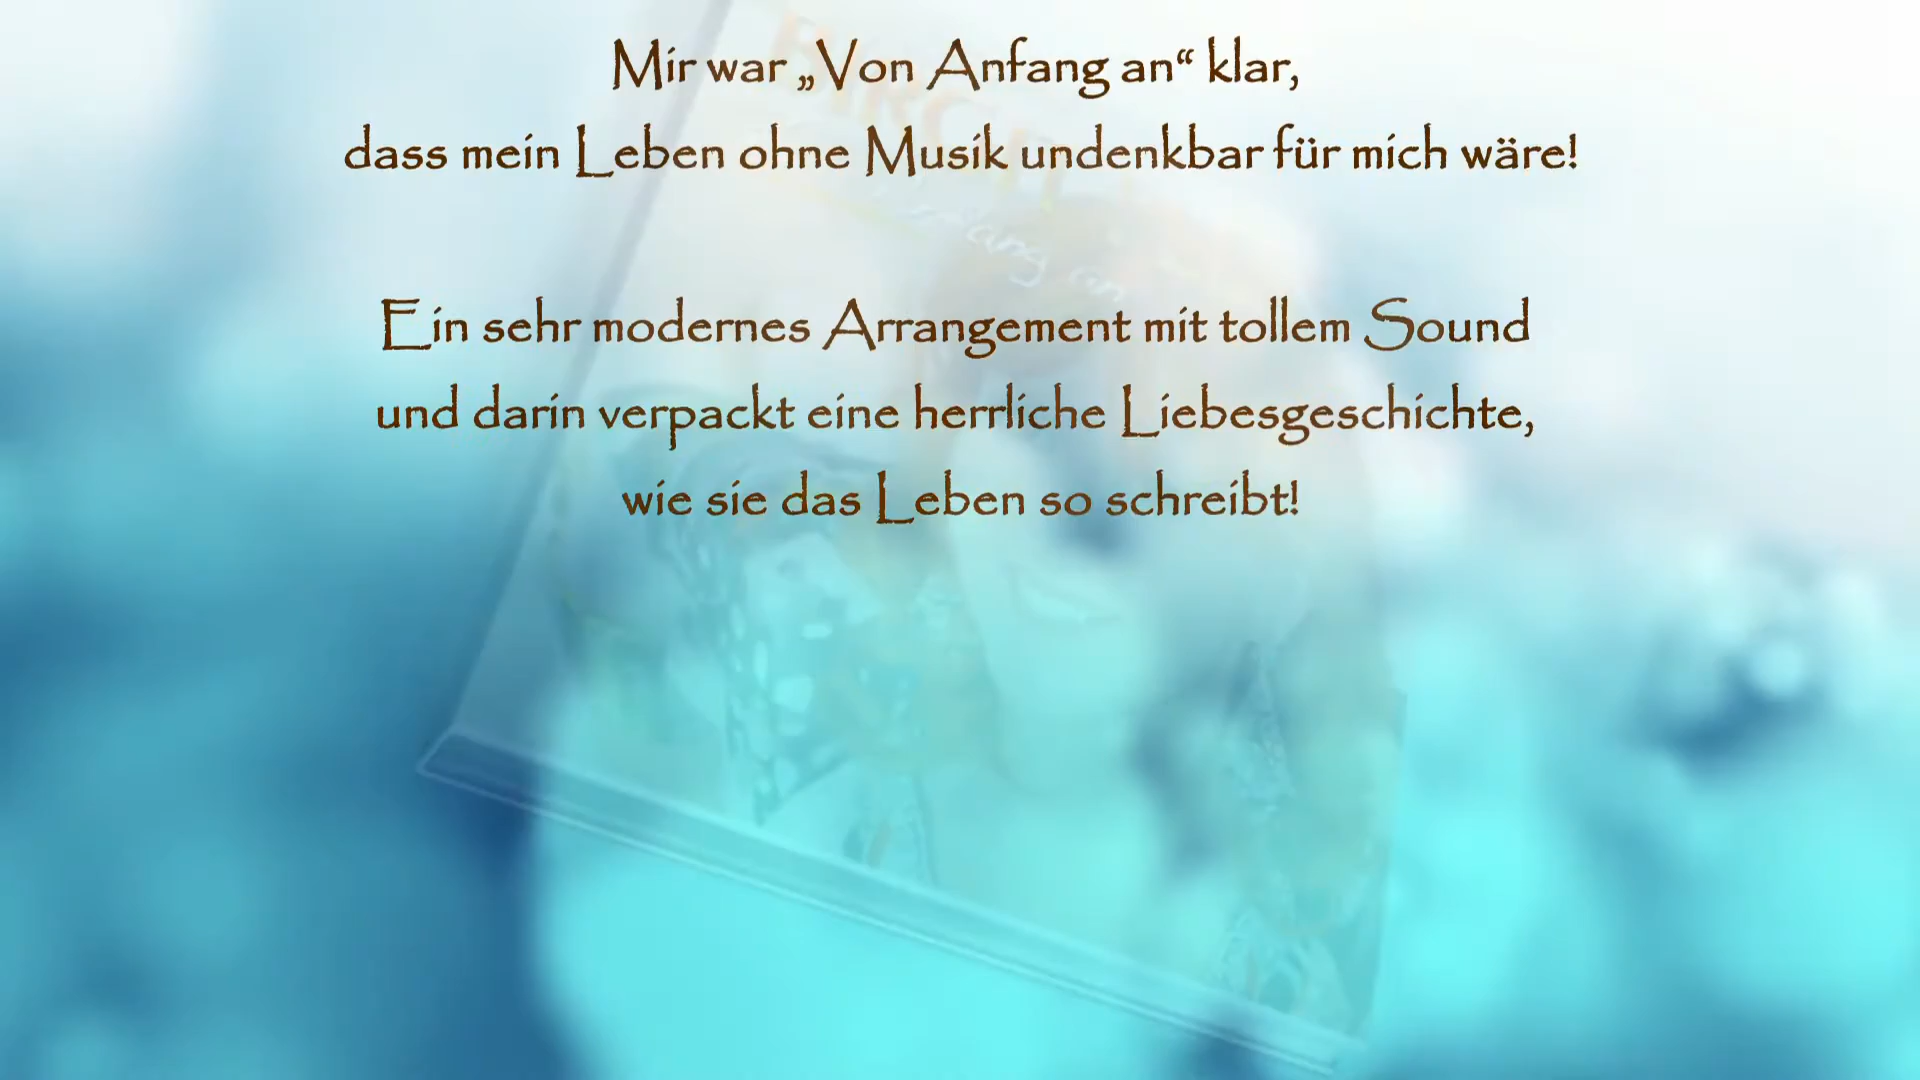 Mir war „Von Anfang an“ klar,
dass mein Leben ohne Musik undenkbar für mich wäre!
Ein sehr modernes Arrangement mit tollem Sound
und darin verpackt eine herrliche Liebesgeschichte,
wie sie das Leben so schreibt!